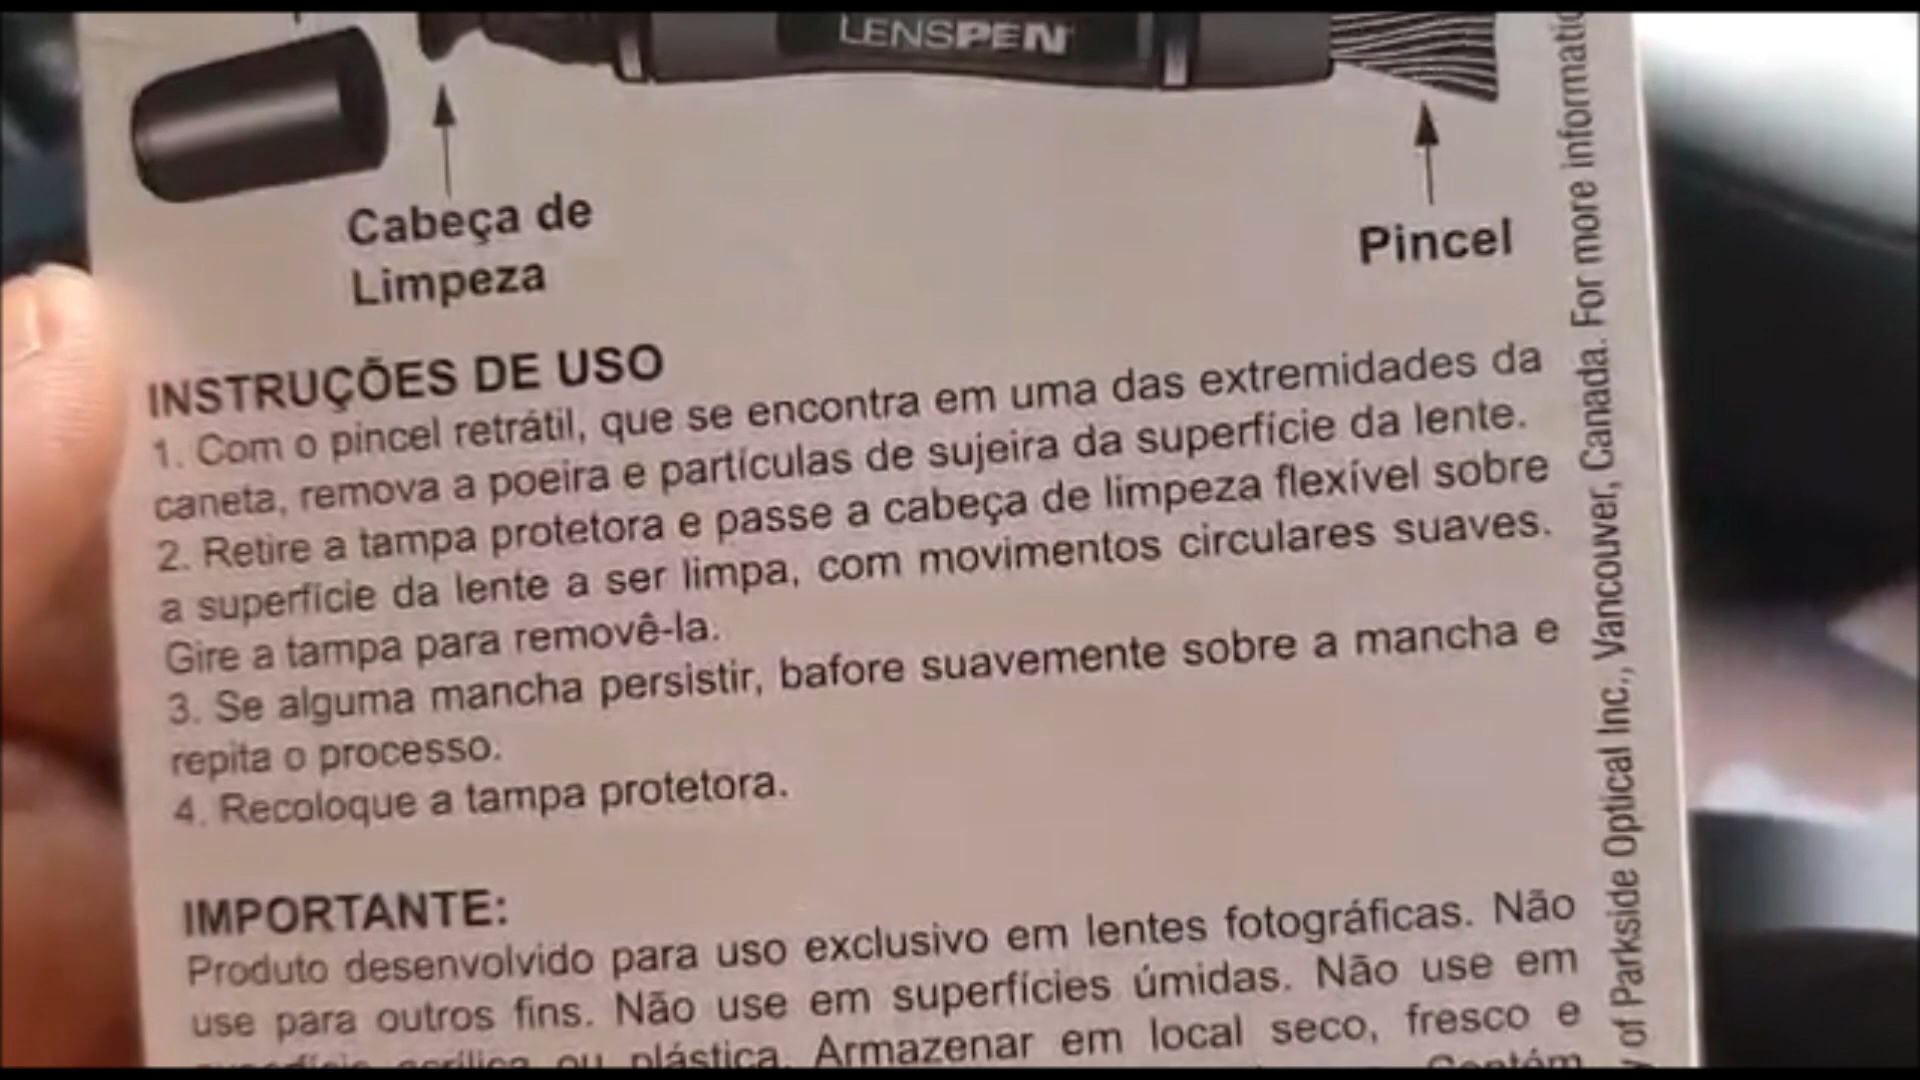 LENSPEN
Cabeça de
Limpeza
Pincel
INSTRUÇÕES DE USO
1. Com o pincel retrátil, que se encontra em uma das extremidades da
caneta, remova a poeira e partículas de sujeira da superfície da lente.
2. Retire a tampa protetora e passe a cabeça de limpeza flexível sobre
a superfície da lente a ser limpa, com movimentos circulares suaves.
Gire a tampa para removê-la.
3. Se alguma mancha persistir, bafore suavemente sobre a mancha e
repita o processo.
4. Recoloque a tampa protetora.
IMPORTANTE:
Produto desenvolvido para uso exclusivo em lentes fotográficas. Não
use para outros fins. Não use em superfícies úmidas. Não use em
ou plástica. Armazenar em local seco, fresco e
of Parkside Optical Inc., Vancouver, Canada. For more